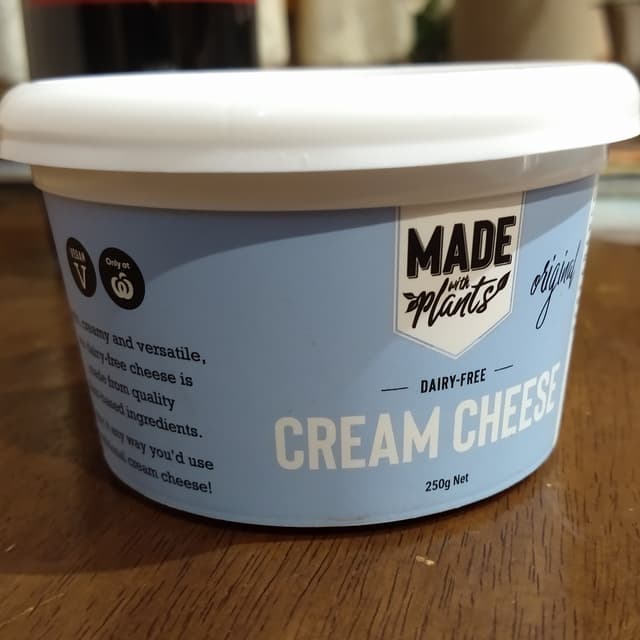 VEGAN
V
Only at
creamy and versatile,
dairy-free cheese is
made from quality
based ingredients.
any way you'd use
cream cheese!
MADE
with
plants
original
DAIRY-FREE
CREAM CHEESE
250g Net